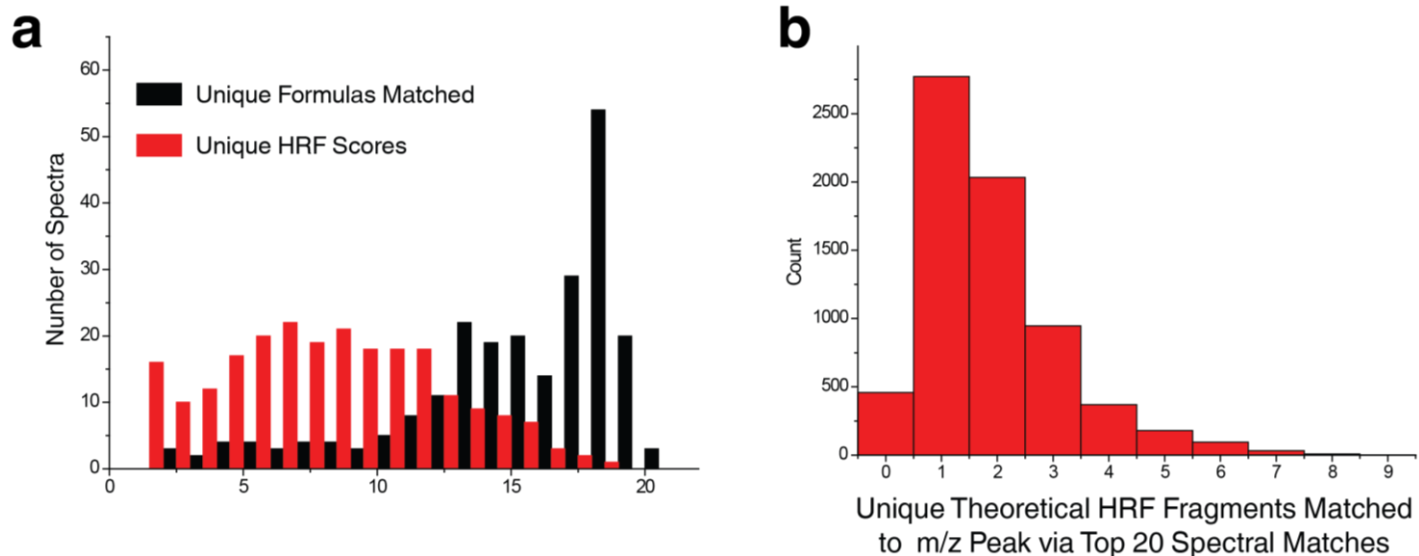 a
60
50
40
30
20
10
0
Nunber of Spectra
Unique Formulas Matched
Unique HRF Scores
0 5 10 15 20
b
2500
2000
1500
1000
500
0
Count
0 1 2 3 4 5 6 7 8 9
Unique Theoretical HRF Fragments Matched
to m/z Peak via Top 20 Spectral Matches